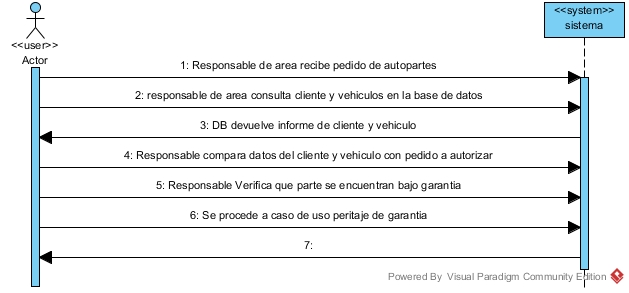 <<system>>
sistema
<<user>>
Actor
1: Responsable de area recibe pedido de autopartes
2: responsable de area consulta cliente y vehiculos en la base de datos
3: DB devuelve informe de cliente y vehiculo
4: Responsable compara datos del cliente y vehiculo con pedido a autorizar
5: Responsable Verifica que parte se encuentran bajo garantia
6: Se procede a caso de uso peritaje de garantia
7:
Powered By Visual Paradigm Community Edition